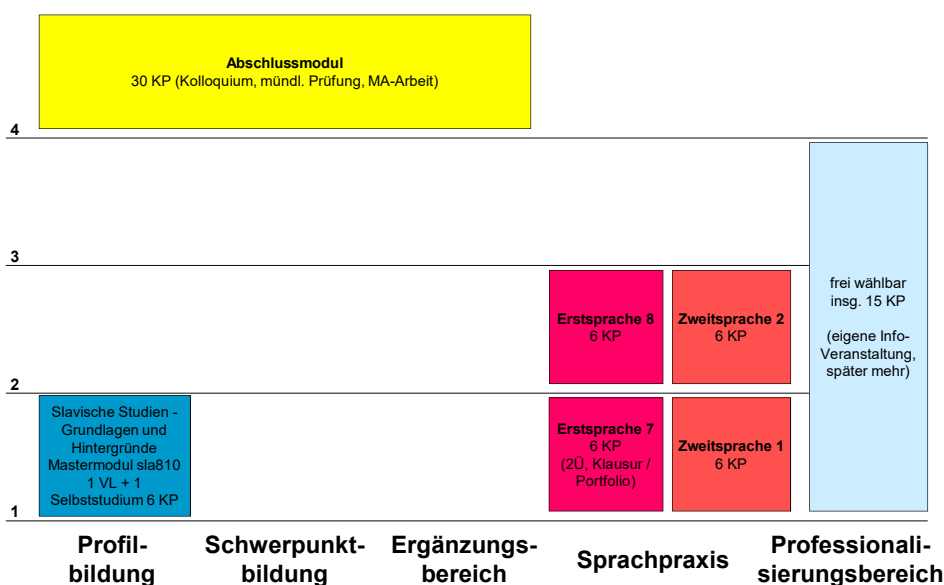 Abschlussmodul
30 KP (Kolloquium, mündl. Prüfung, MA-Arbeit)
4
3
frei wählbar
insg. 15 KP
(eigene Info-
Veranstaltung,
später mehr)
Erstsprache 8
6 KP
Zweitsprache 2
6 KP
2
Slavische Studien -
Grundlagen und
Hintergründe
Mastermodul sla810
1 VL + 1
Selbststudium 6 KP
Erstsprache 7
6 KP
(2Ü, Klausur /
Portfolio)
Zweitsprache 1
6 KP
1
Profil-
bildung
Schwerpunkt-
bildung
Ergänzungs-
bereich
Sprachpraxis
Professionali-
sierungsbereich